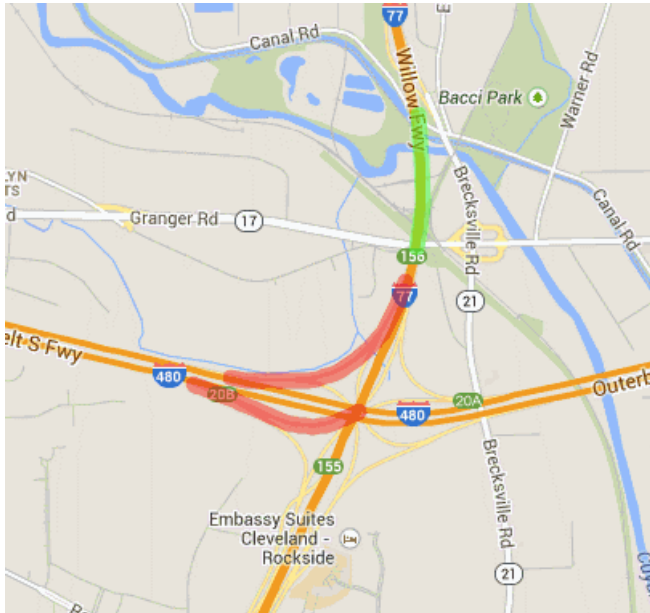 77
Canal Rd
E
Willow Fwy
Bacci Park
Warner Rd
LYN
TS
d
Granger Rd
17
Brecksville Rd
Canal Rd
156
77
21
elt S Fwy
480
20B
480
20A
Outerb
155
Brecksville Rd
Embassy Suites
Cleveland -
Rockside
21
Cuya
R